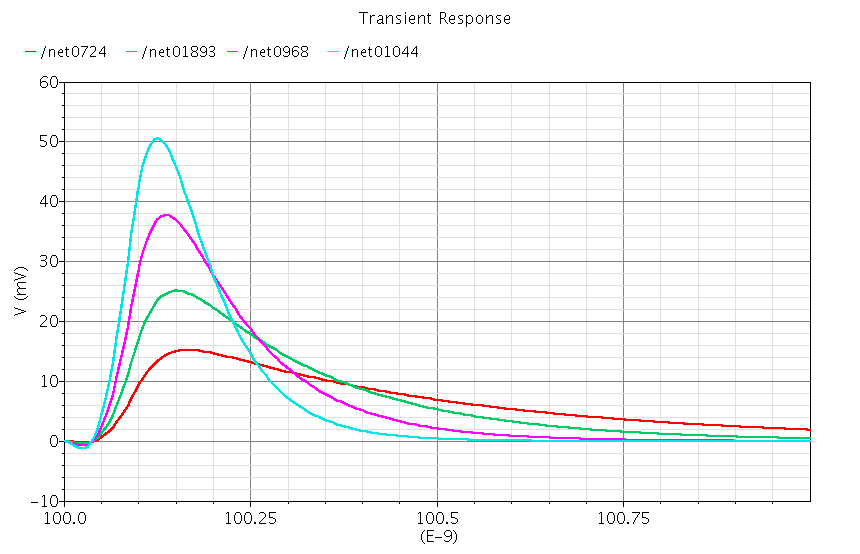 Transient Response
— /net0724 — /net01893 — /net0968 — /net01044
60
50
40
30
20
10
0
−10
V (mV)
100.0 100.25 100.5 100.75
(E−9)